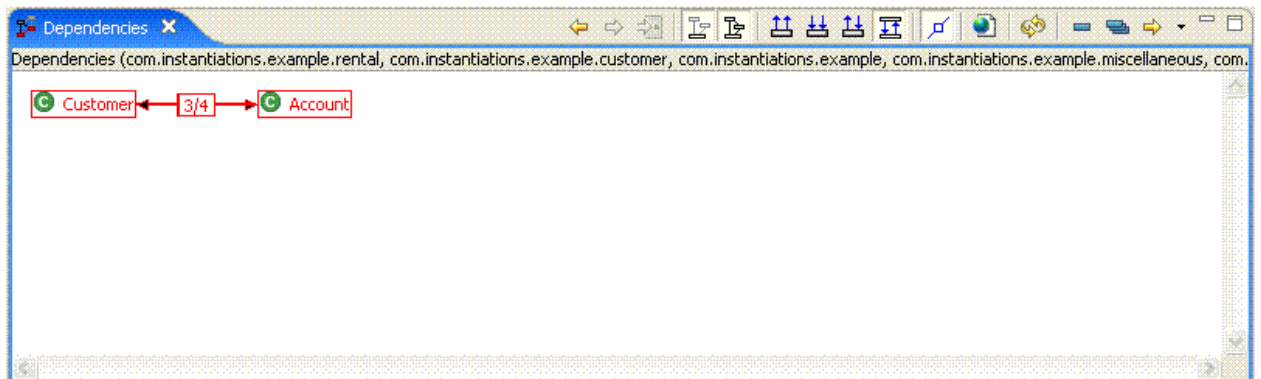 Dependencies
Dependencies (com.instantiations.example.rental, com.instantiations.example.customer, com.instantiations.example, com.instantiations.example.miscellaneous, com.
C Customer 3/4 C Account